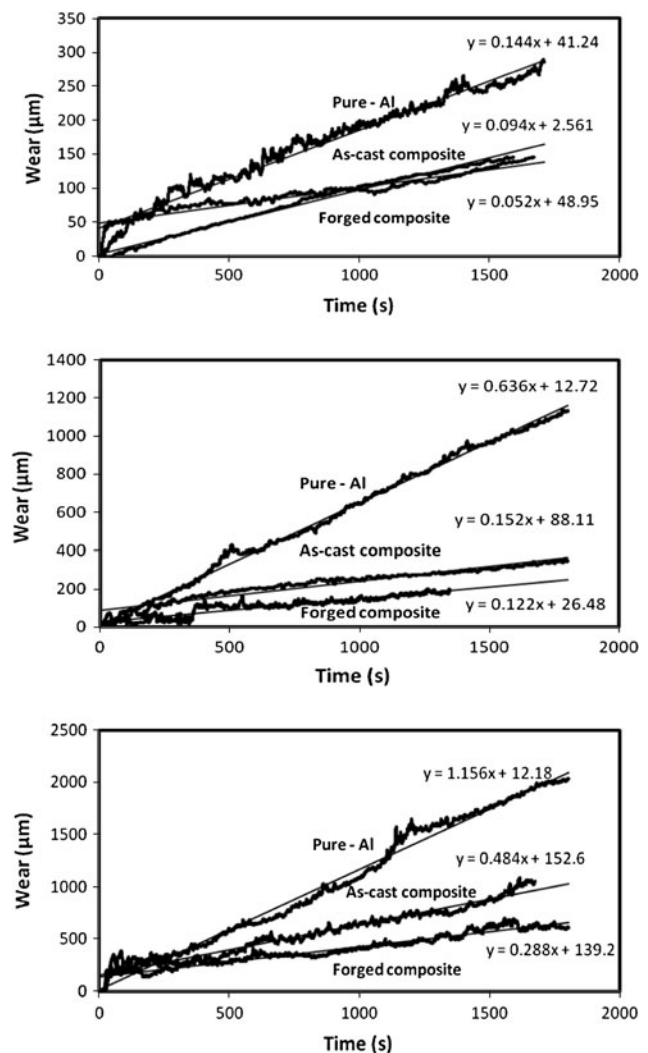 350
y = 0.144x + 41.24
300
250
Pure - Al
200
y = 0.094x + 2.561
As-cast composite
150
100
y = 0.052x + 48.95
Forged composite
50
0
0 500 1000 1500 2000
Wear (µm)
Time (s)
1400
y = 0.636x + 12.72
1200
1000
800
Pure - Al
600
y = 0.152x + 88.11
As-cast composite
400
200
Forged composite
y = 0.122x + 26.48
0
0 500 1000 1500 2000
Wear (µm)
Time (s)
2500
y = 1.156x + 12.18
2000
1500
Pure - Al
y = 0.484x + 152.6
As-cast composite
1000
500
y = 0.288x + 139.2
Forged composite
0
0 500 1000 1500 2000
Wear (µm)
Time (s)